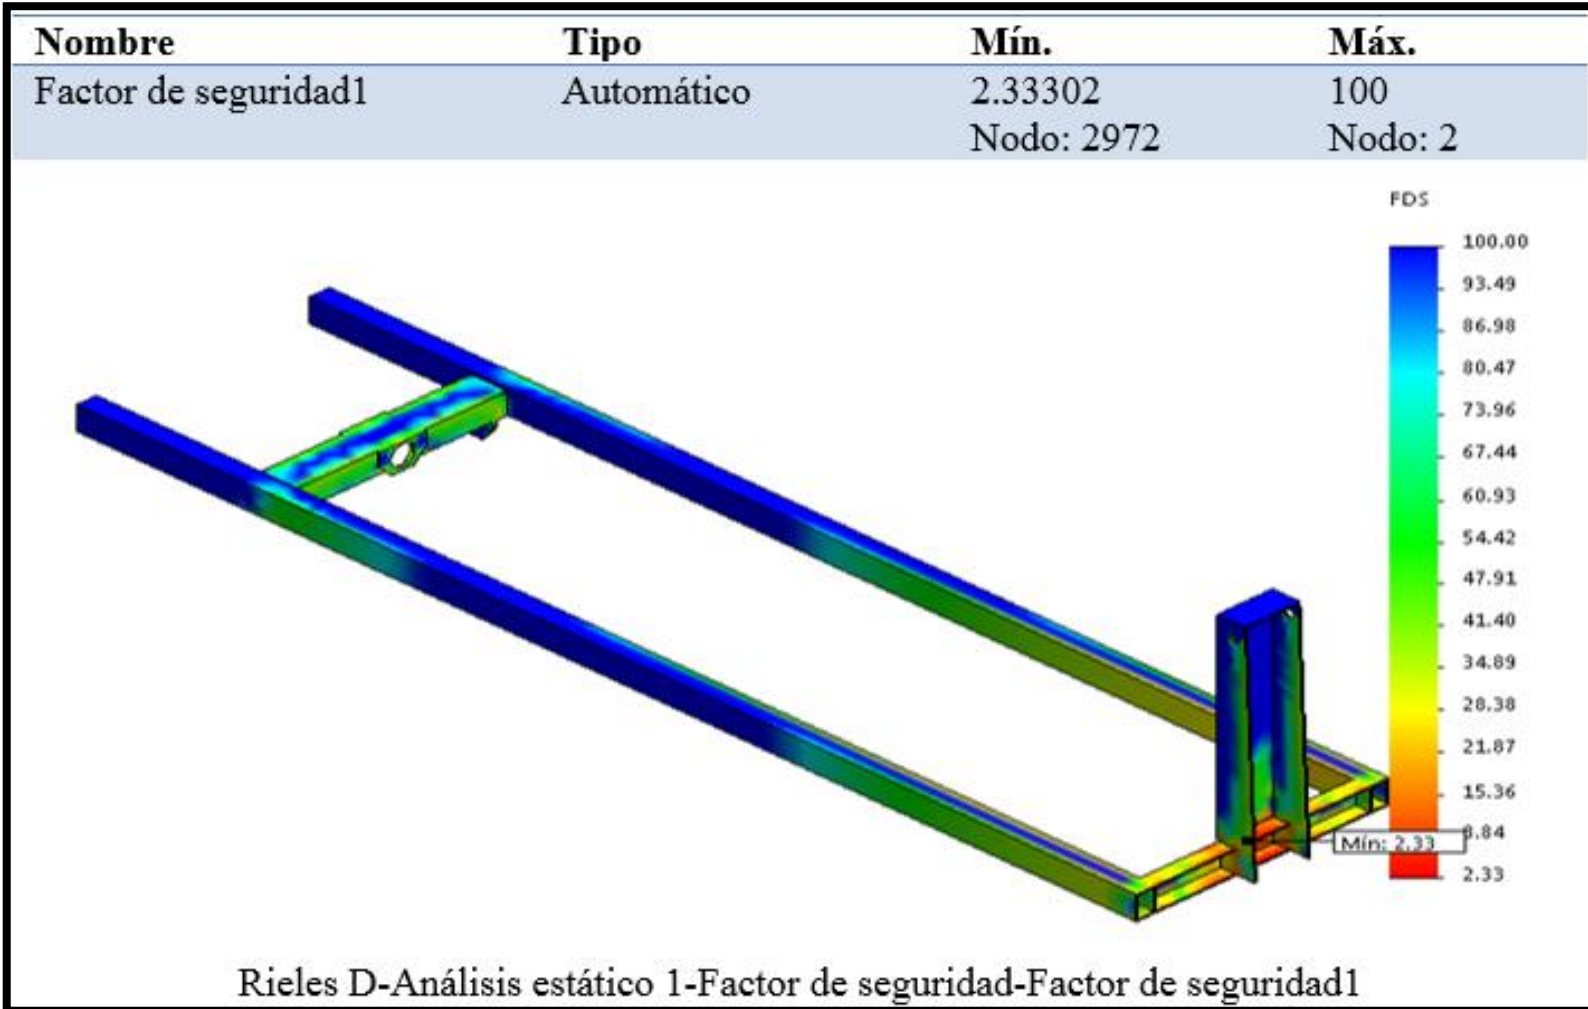 Nombre Tipo Mín. Máx.
Factor de seguridad1 Automático 2.33302 100
Nodo: 2972 Nodo: 2
FDS
100.00
93.49
86.98
80.47
73.96
67.44
60.93
54.42
47.91
41.40
34.89
28.38
21.87
15.36
8.84
Mín: 2.33
2.33
Rieles D-Análisis estático 1-Factor de seguridad-Factor de seguridad1